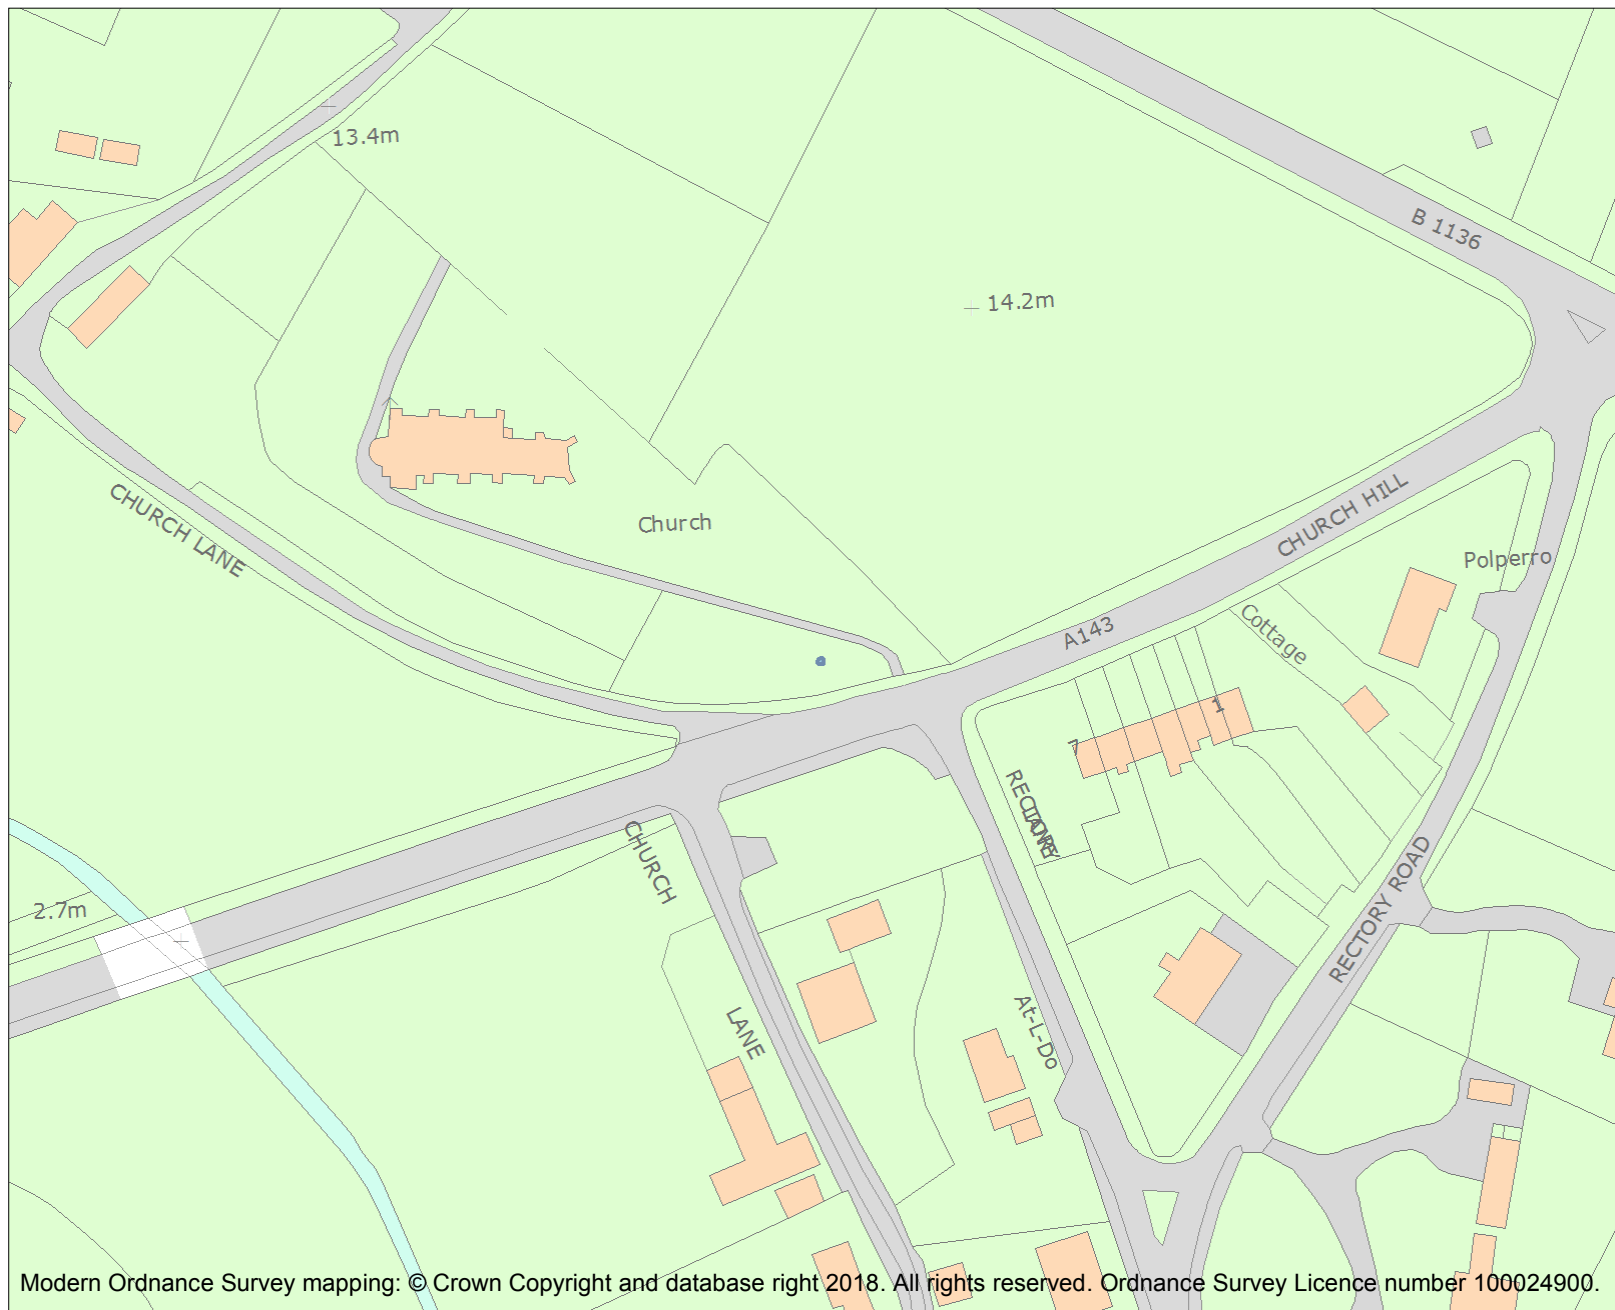 13.4m
B 1136
14.2m
CHURCH LANE
Church
CHURCH HILL
Polperro
A143
Cottage
1
7
RECTORY
LANE
CHURCH
LANE
2.7m
RECTORY ROAD
At-L-Do
Modern Ordnance Survey mapping: © Crown Copyright and database right 2018. All rights reserved. Ordnance Survey Licence number 100024900.